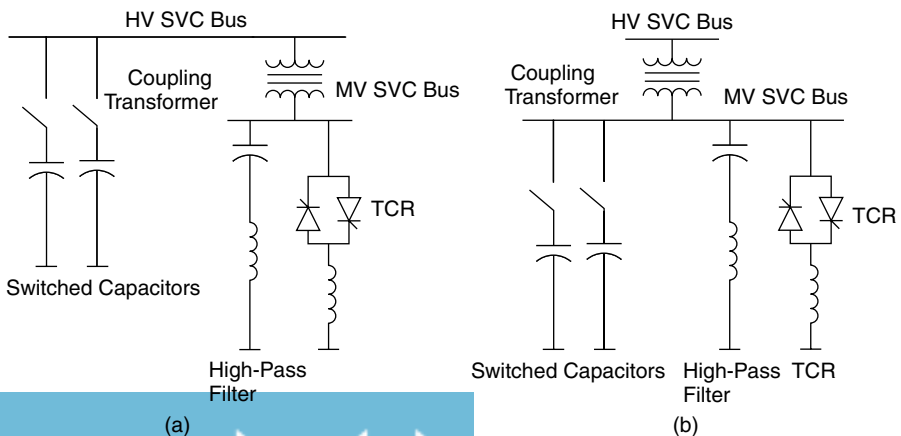 HV SVC Bus
Coupling
Transformer
MV SVC Bus
TCR
Switched Capacitors
High-Pass
Filter
(a)
HV SVC Bus
Coupling
Transformer
MV SVC Bus
TCR
Switched Capacitors
High-Pass
Filter
TCR
(b)